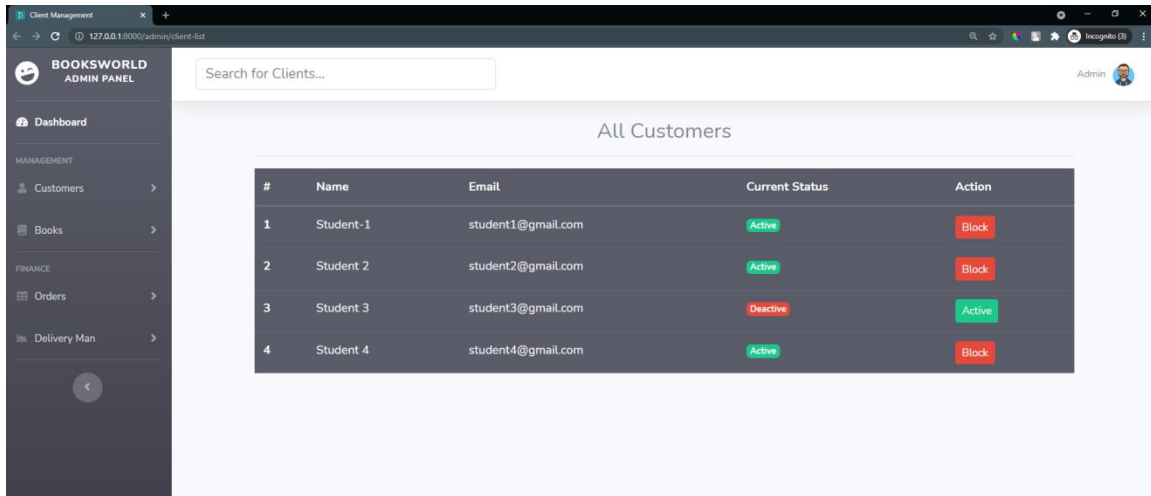 Client Management
127.0.0.1:8000/admin/client-list
Incognito (3)
BOOKSWORLD
ADMIN PANEL
Search for Clients...
Admin
Dashboard
MANAGEMENT
Customers
Books
FINANCE
Orders
Delivery Man
All Customers
# Name Email Current Status Action
1 Student-1 student1@gmail.com Active Block
2 Student 2 student2@gmail.com Active Block
3 Student 3 student3@gmail.com Deactive Active
4 Student 4 student4@gmail.com Active Block